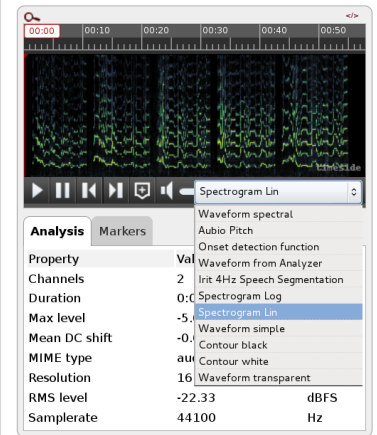 </>
00:00 00:10 00:20 00:30 00:40 00:50
timeside
Spectrogram Lin
Waveform spectral
Aubio Pitch
Onset detection function
Waveform from Analyzer
Irit 4Hz Speech Segmentation
Spectrogram Log
Spectrogram Lin
Waveform simple
Contour black
Contour white
Waveform transparent
Analysis Markers
Property
Channels 2
Duration
Max level
Mean DC shift
MIME type
Resolution 16
RMS level -22.33 dBFS
Samplerate 44100 Hz